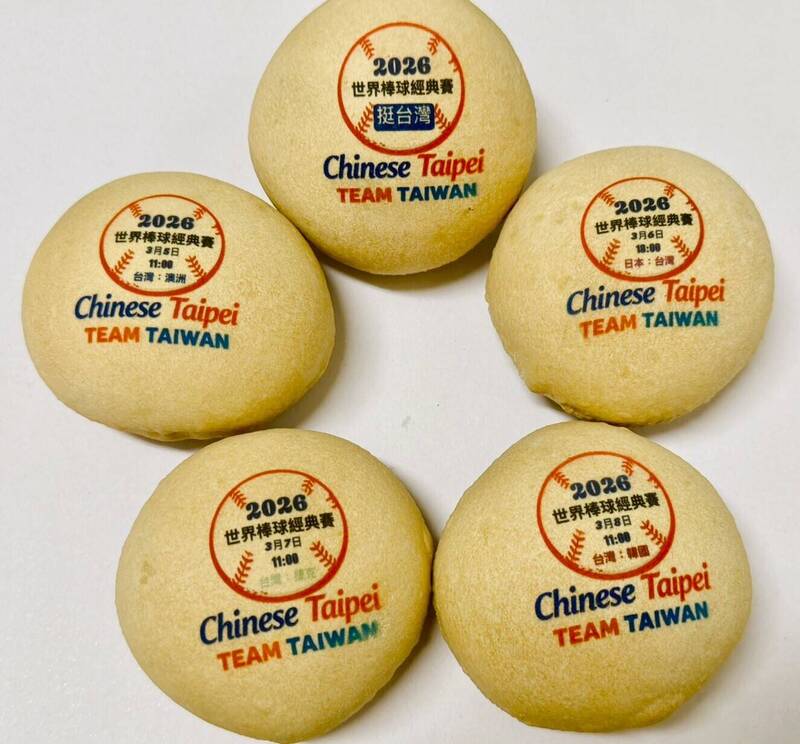 2026
世界棒球經典賽
挺台灣
Chinese Taipei
TEAM TAIWAN
2026
世界棒球經典賽
3月5日
11:00
台灣：澳洲
Chinese Taipei
TEAM TAIWAN
2026
世界棒球經典賽
3月6日
18:00
日本：台灣
Chinese Taipei
TEAM TAIWAN
2026
世界棒球經典賽
3月7日
11:00
台灣：捷克
Chinese Taipei
TEAM TAIWAN
2026
世界棒球經典賽
3月8日
11:00
台灣：韓國
Chinese Taipei
TEAM TAIWAN